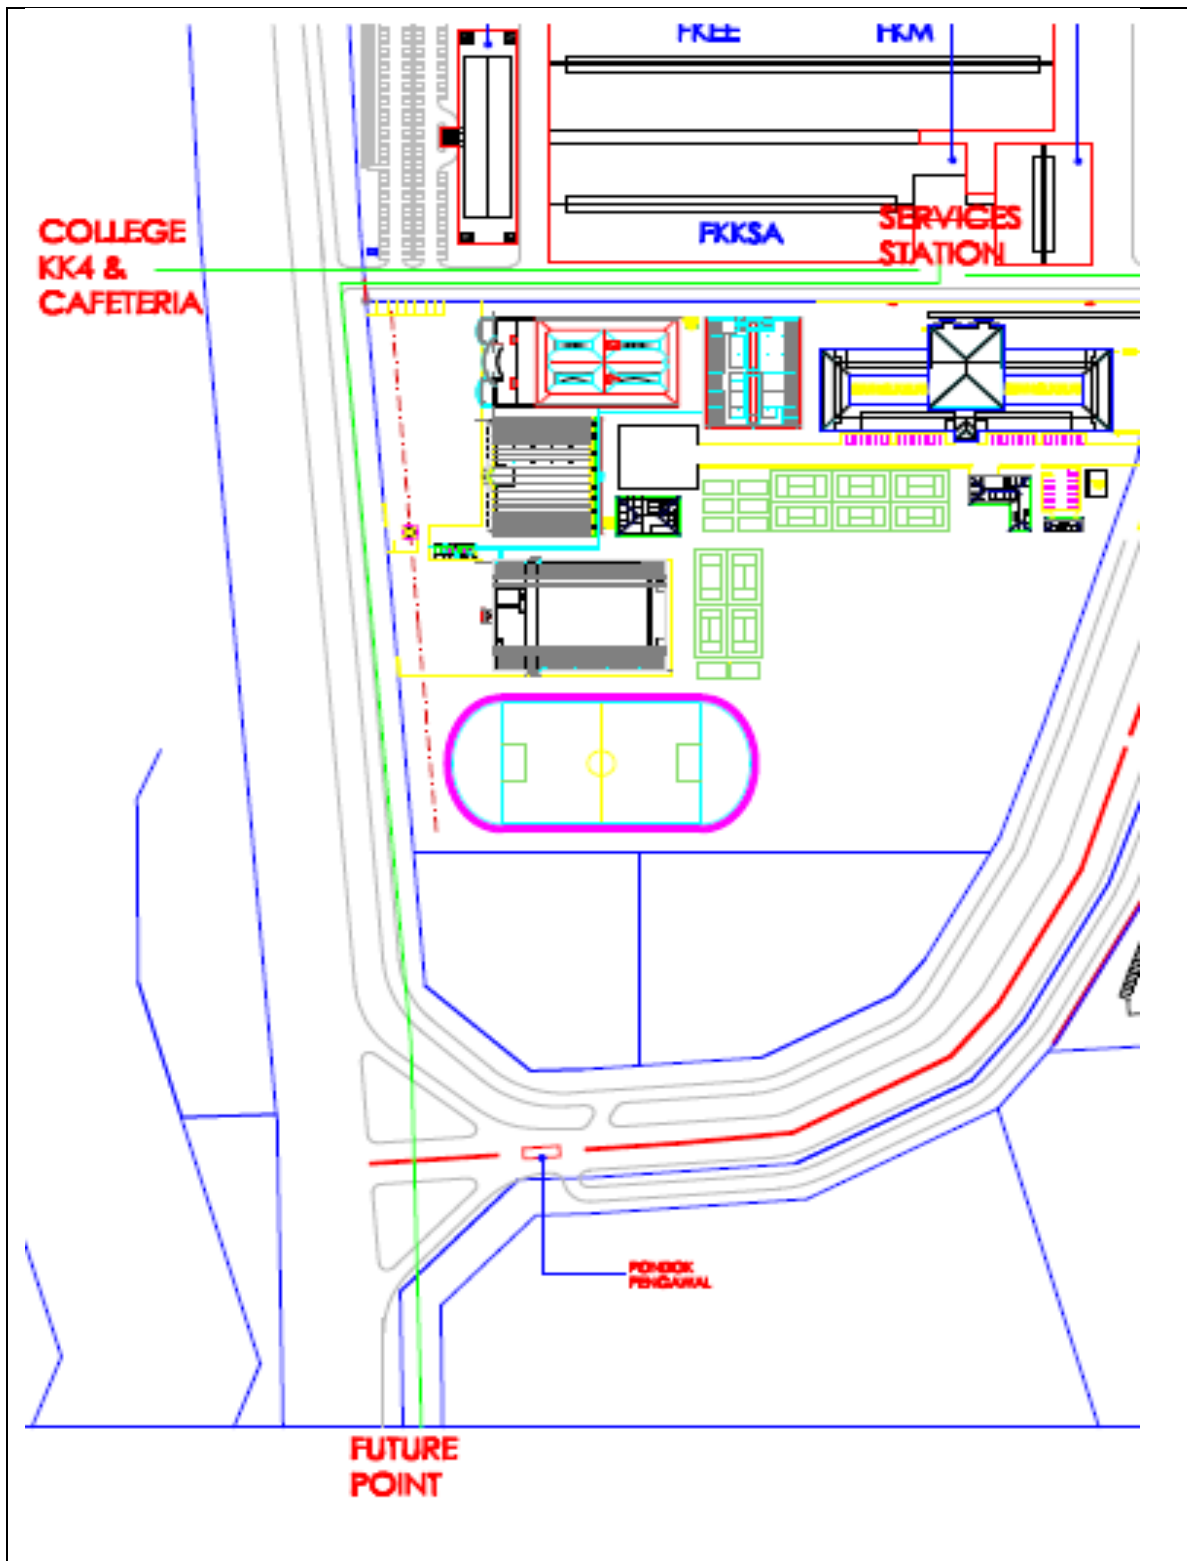 FKEE
FKM
COLLEGE
KK4 &
CAFETERIA
FKKSA
SERVICES
STATION
PONDOK
PENGAWAL
FUTURE
POINT